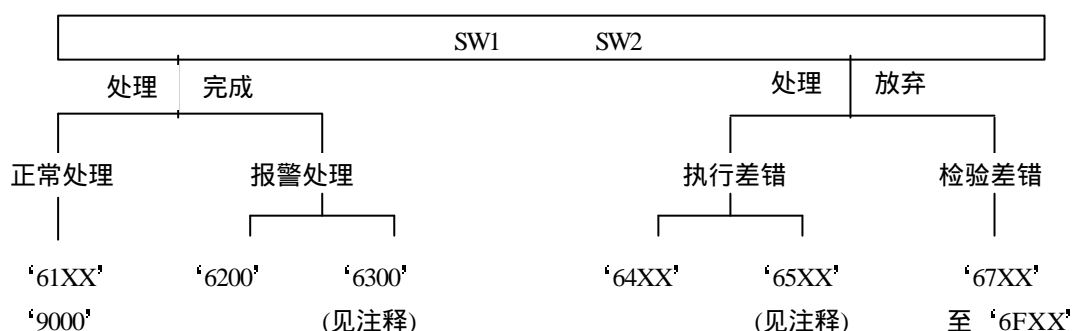 SW1 SW2
处理 完成 处理 放弃
正常处理 报警处理 执行差错 检验差错
‘61XX’ ‘6200’ ‘6300’ ‘64XX’ ‘65XX’ ‘67XX’
‘9000’ (见注释) (见注释) 至 ‘6FXX’